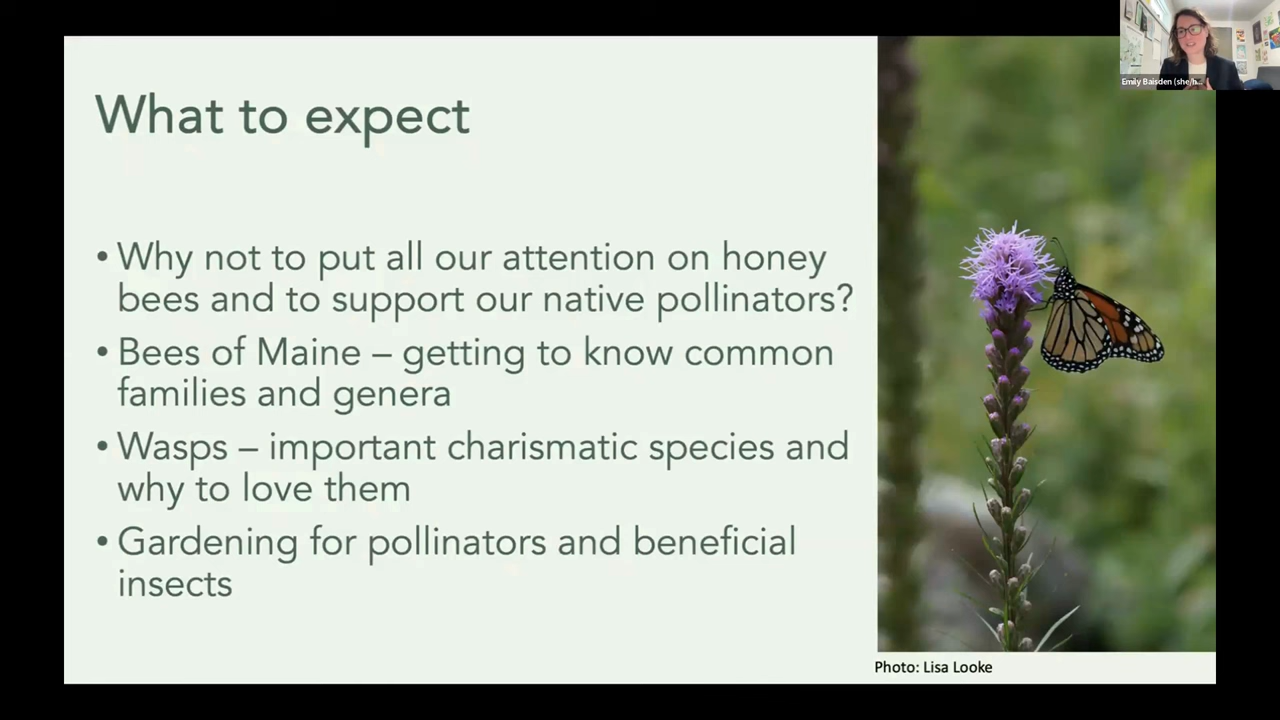 Emily Baisden (she/h...
What to expect
• Why not to put all our attention on honey
bees and to support our native pollinators?
• Bees of Maine – getting to know common
families and genera
• Wasps – important charismatic species and
why to love them
• Gardening for pollinators and beneficial
insects
Photo: Lisa Looke